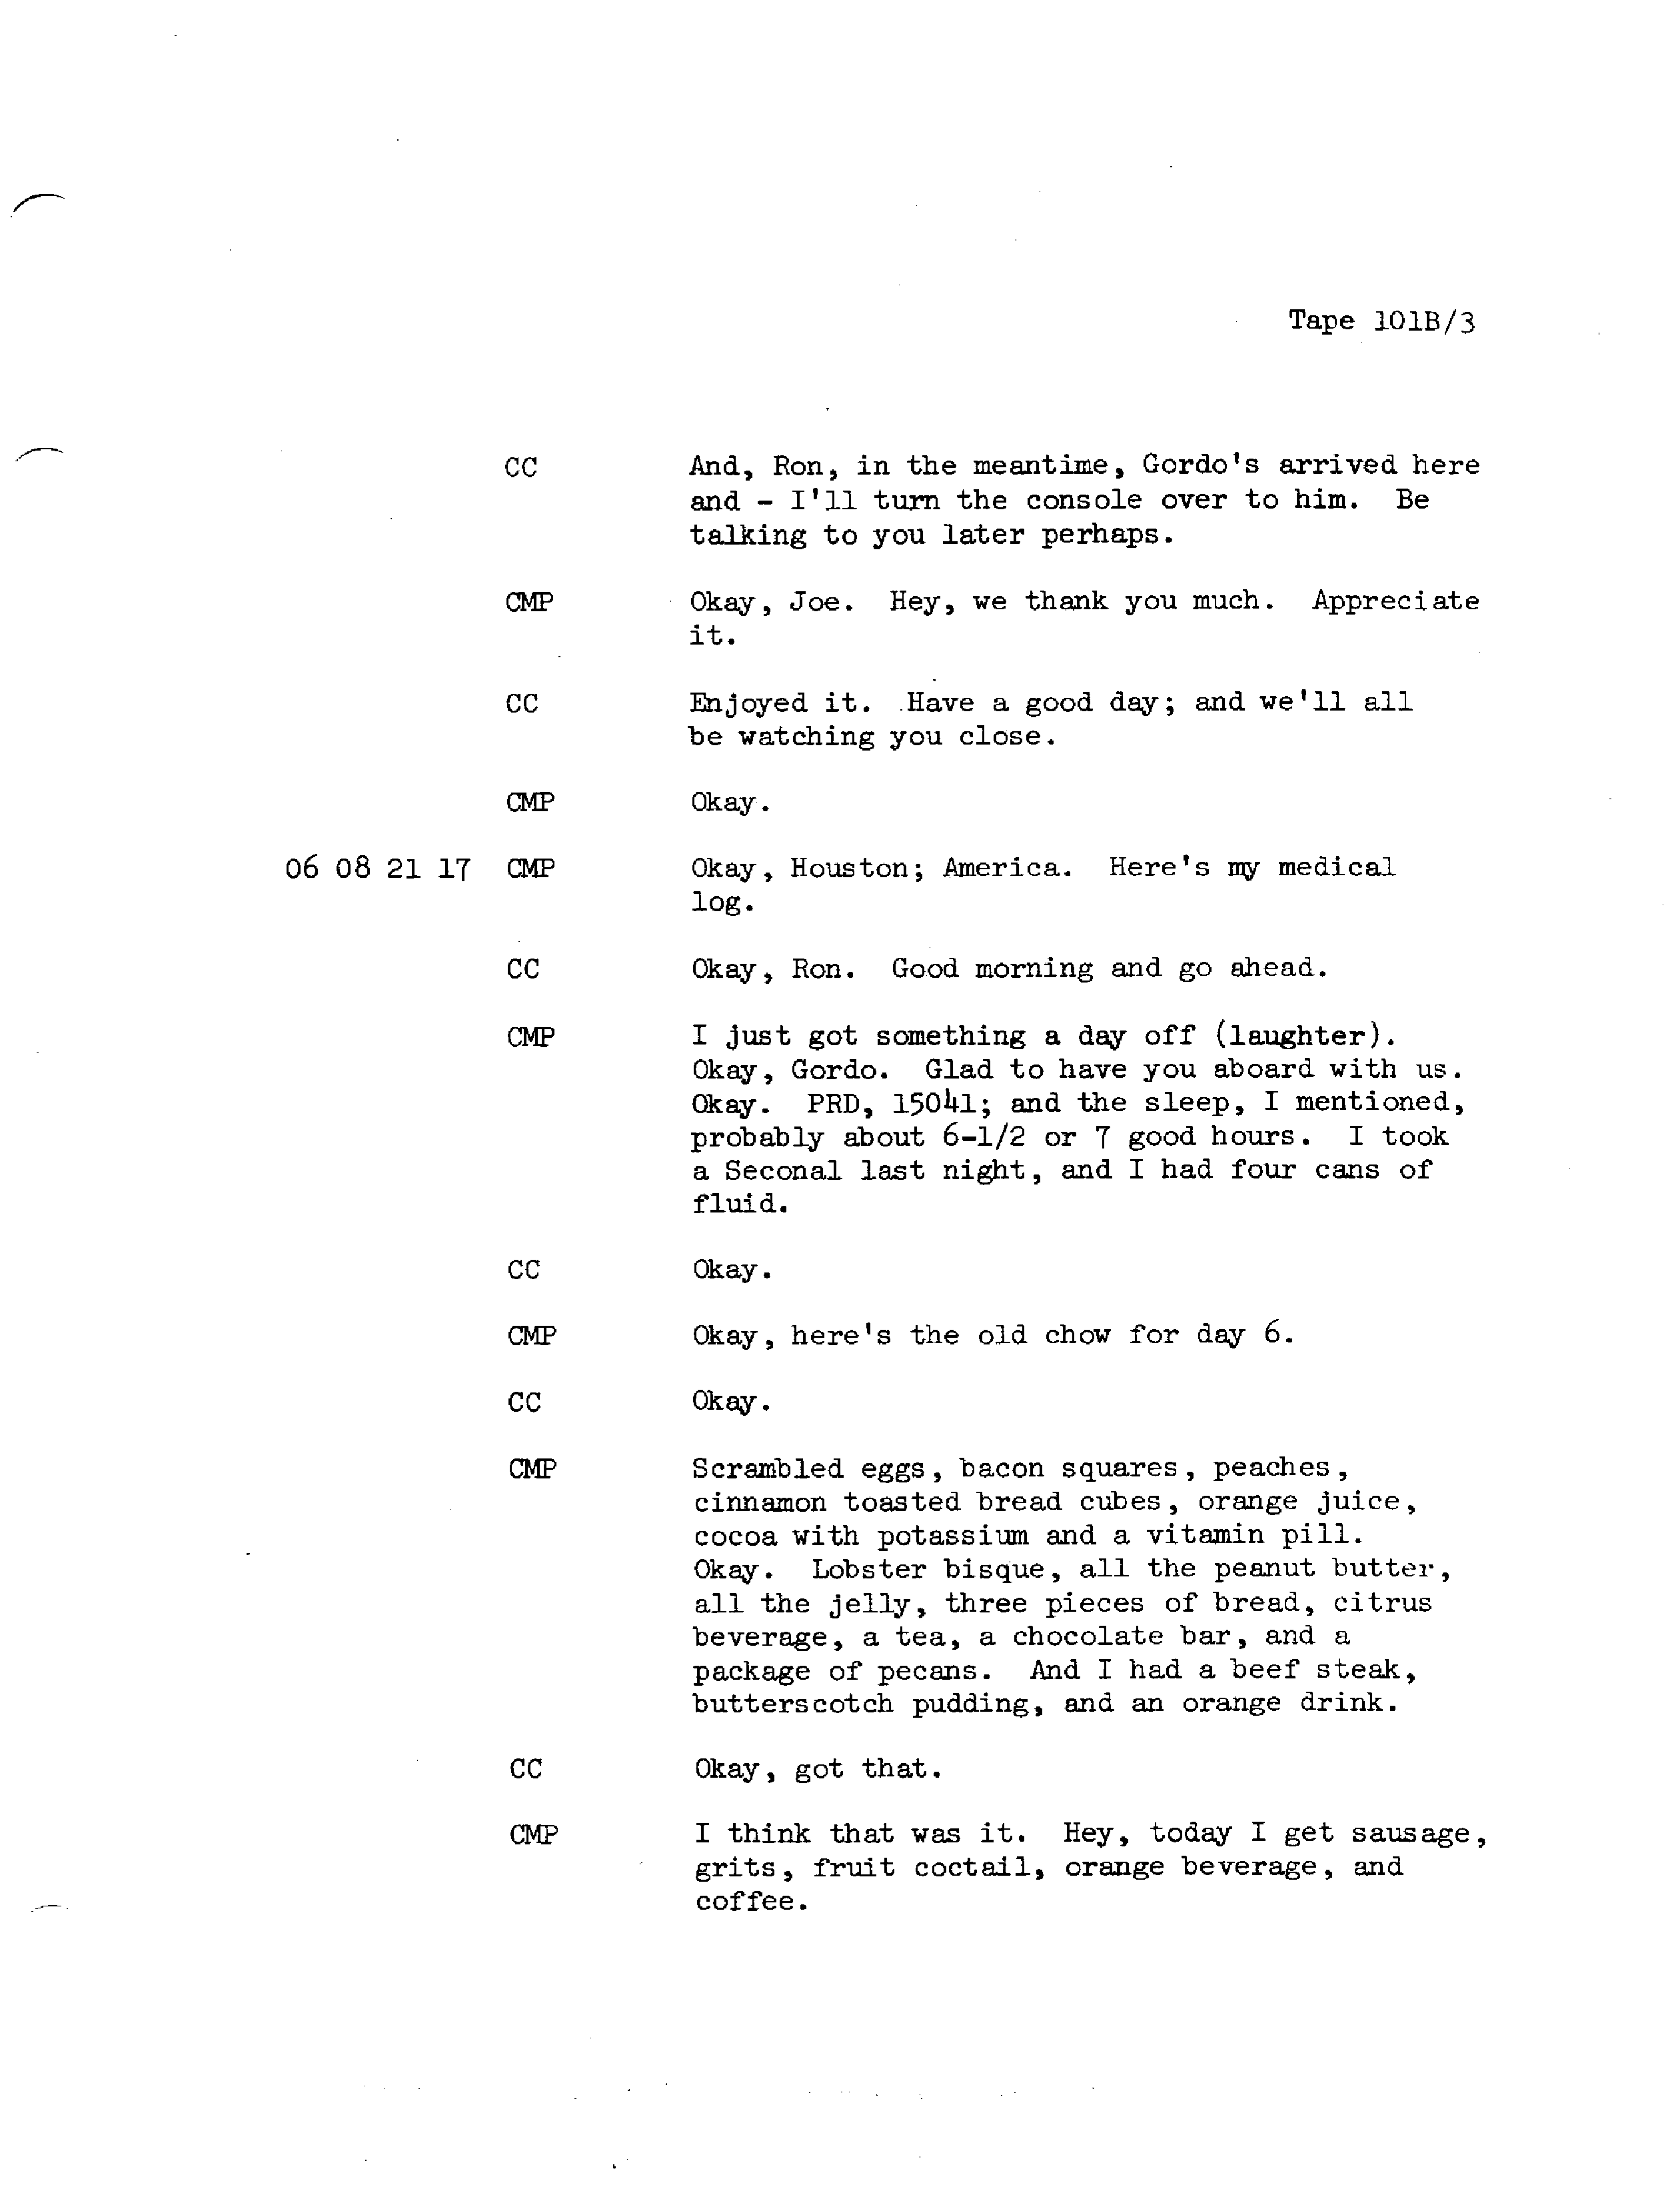 Tape 101B/3
CC And, Ron, in the meantime, Gordo's arrived here
and - I'll turn the console over to him. Be
talking to you later perhaps.
CMP Okay, Joe. Hey, we thank you much. Appreciate
it.
CC Enjoyed it. Have a good day; and we'll all
be watching you close.
CMP Okay.
06 08 21 17 CMP Okay, Houston; America. Here's my medical
log.
CC Okay, Ron. Good morning and go ahead.
CMP I just got something a day off (laughter).
Okay, Gordo. Glad to have you aboard with us.
Okay. PRD, 15041; and the sleep, I mentioned,
probably about 6-1/2 or 7 good hours. I took
a Seconal last night, and I had four cans of
fluid.
CC Okay.
CMP Okay, here's the old chow for day 6.
CC Okay.
CMP Scrambled eggs, bacon squares, peaches,
cinnamon toasted bread cubes, orange juice,
cocoa with potassium and a vitamin pill.
Okay. Lobster bisque, all the peanut butter,
all the jelly, three pieces of bread, citrus
beverage, a tea, a chocolate bar, and a
package of pecans. And I had a beef steak,
butterscotch pudding, and an orange drink.
CC Okay, got that.
CMP I think that was it. Hey, today I get sausage,
grits, fruit coctail, orange beverage, and
coffee.